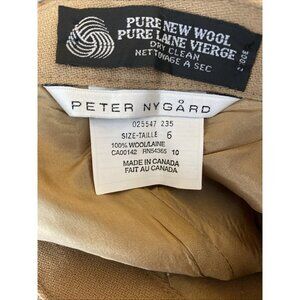 PURE NEW WOOL
PURE LAINE VIERGE
DRY CLEAN
NETTOYAGE A SEC
PETER NYGÅRD
025547 235
SIZE-TAILLE 6
100% WOOL/LAINE
CA00142 RN54365 10
MADE IN CANADA
FAIT AU CANADA